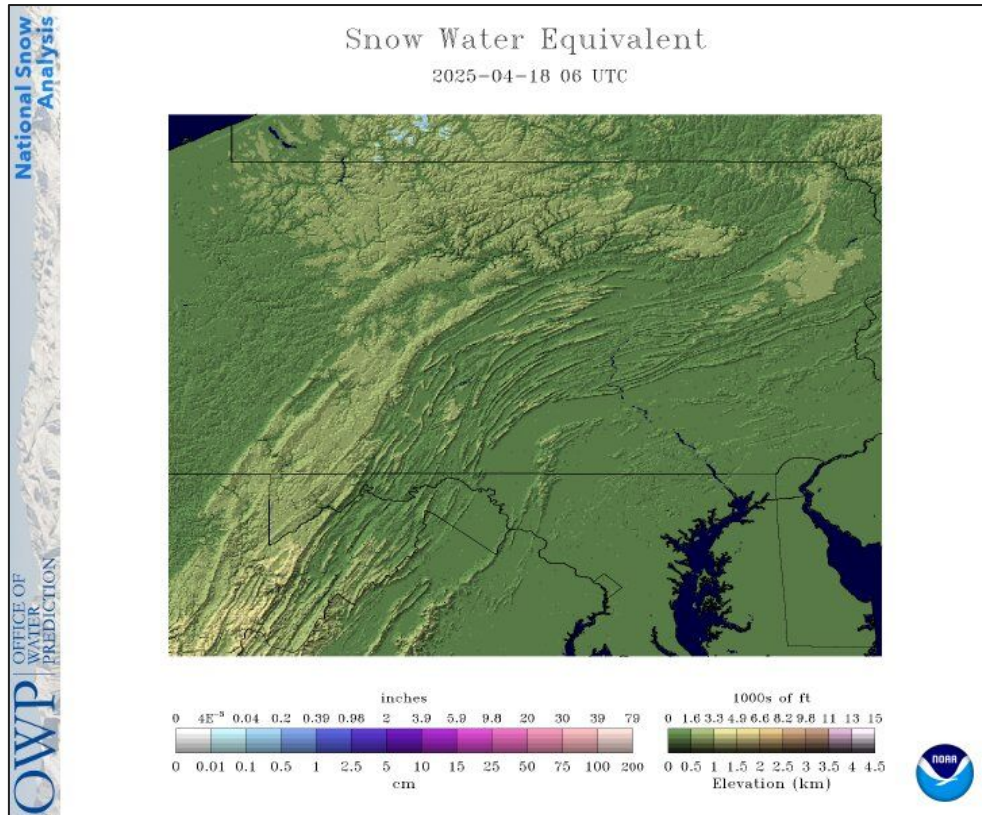 National Snow
Analysis
OWP
OFFICE OF
WATER
PREDICTION
Snow Water Equivalent
2025-04-18 06 UTC
inches
0 4E⁻³ 0.04 0.2 0.39 0.98 2 3.9 5.9 9.8 20 30 39 79
0 0.01 0.1 0.5 1 2.5 5 10 15 25 50 75 100 200
cm
1000s of ft
0 1.6 3.3 4.9 6.6 8.2 9.8 11 13 15
0 0.5 1 1.5 2 2.5 3 3.5 4 4.5
Elevation (km)
NOAA